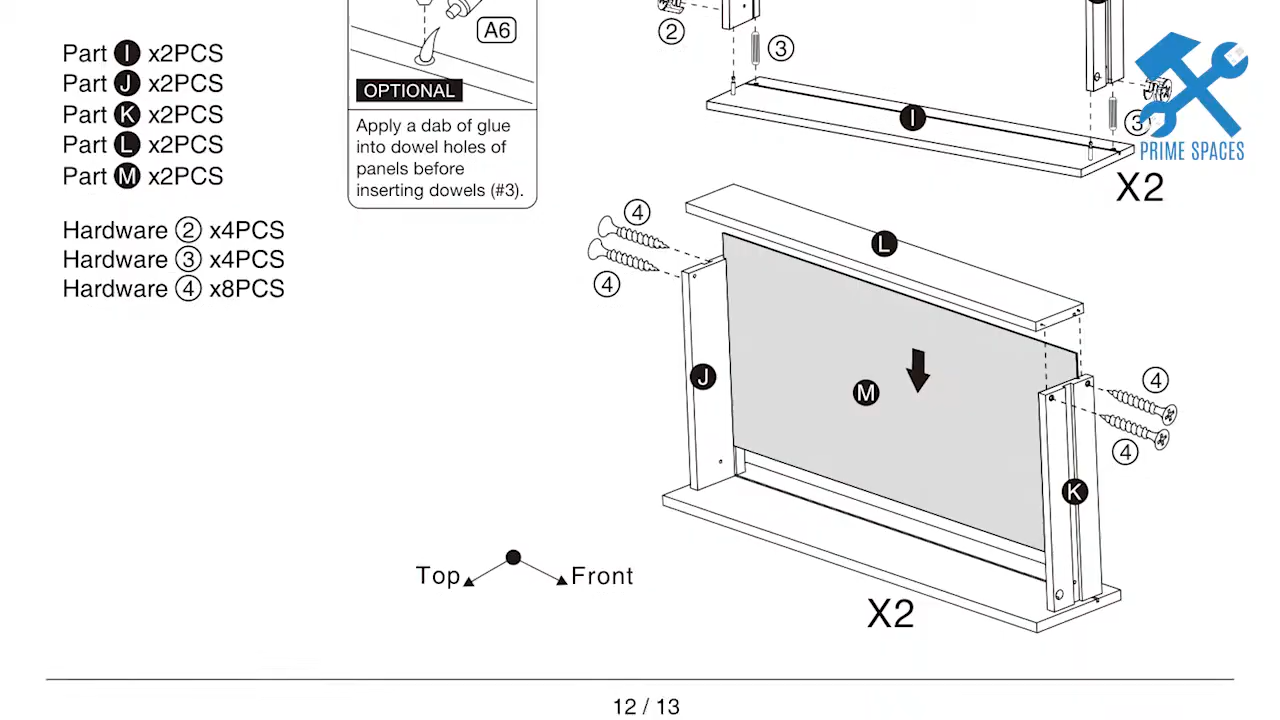 Part I x2PCS
Part J x2PCS
Part K x2PCS
Part L x2PCS
Part M x2PCS
Hardware ② x4PCS
Hardware ③ x4PCS
Hardware ④ x8PCS
A6
OPTIONAL
Apply a dab of glue
into dowel holes of
panels before
inserting dowels (#3).
②
③
I
③
PRIME SPACES
X2
④
④
L
J
M
④
④
K
Top
Front
X2
12 / 13